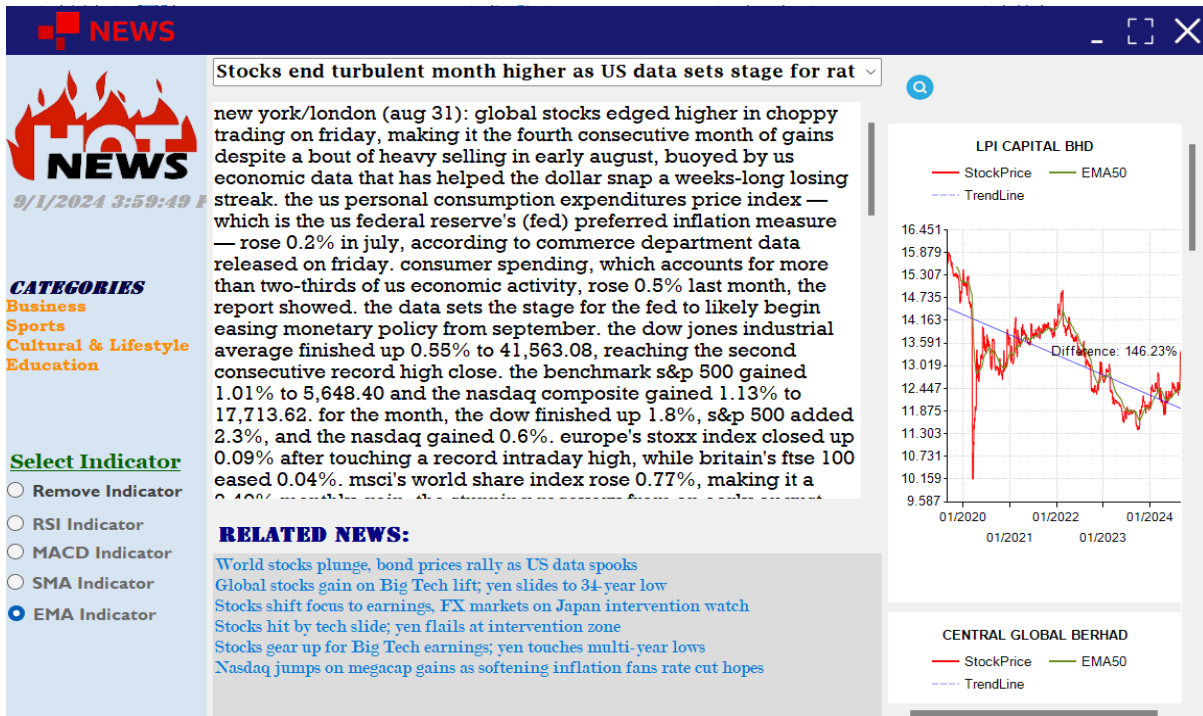 NEWS
HOT
NEWS
9/1/2024 3:59:49 P
CATEGORIES
Business
Sports
Cultural & Lifestyle
Education
Select Indicator
Remove Indicator
RSI Indicator
MACD Indicator
SMA Indicator
EMA Indicator
Stocks end turbulent month higher as US data sets stage for rat
new york/london (aug 31): global stocks edged higher in choppy
trading on friday, making it the fourth consecutive month of gains
despite a bout of heavy selling in early august, buoyed by us
economic data that has helped the dollar snap a weeks-long losing
streak. the us personal consumption expenditures price index —
which is the us federal reserve's (fed) preferred inflation measure
— rose 0.2% in july, according to commerce department data
released on friday. consumer spending, which accounts for more
than two-thirds of us economic activity, rose 0.5% last month, the
report showed. the data sets the stage for the fed to likely begin
easing monetary policy from september. the dow jones industrial
average finished up 0.55% to 41,563.08, reaching the second
consecutive record high close. the benchmark s&p 500 gained
1.01% to 5,648.40 and the nasdaq composite gained 1.13% to
17,713.62. for the month, the dow finished up 1.8%, s&p 500 added
2.3%, and the nasdaq gained 0.6%. europe's stoxx index closed up
0.09% after touching a record intraday high, while britain's ftse 100
eased 0.04%. msci's world share index rose 0.77%, making it a
RELATED NEWS:
World stocks plunge, bond prices rally as US data spooks
Global stocks gain on Big Tech lift; yen slides to 34-year low
Stocks shift focus to earnings, FX markets on Japan intervention watch
Stocks hit by tech slide; yen flails at intervention zone
Stocks gear up for Big Tech earnings; yen touches multi-year lows
Nasdaq jumps on megacap gains as softening inflation fans rate cut hopes
LPI CAPITAL BHD
StockPrice EMA50
TrendLine
16.451
15.879
15.307
14.735
14.163
13.591
Difference: 146.23%
13.019
12.447
11.875
11.303
10.731
10.159
9.587
01/2020 01/2022 01/2024
01/2021 01/2023
CENTRAL GLOBAL BERHAD
StockPrice EMA50
TrendLine